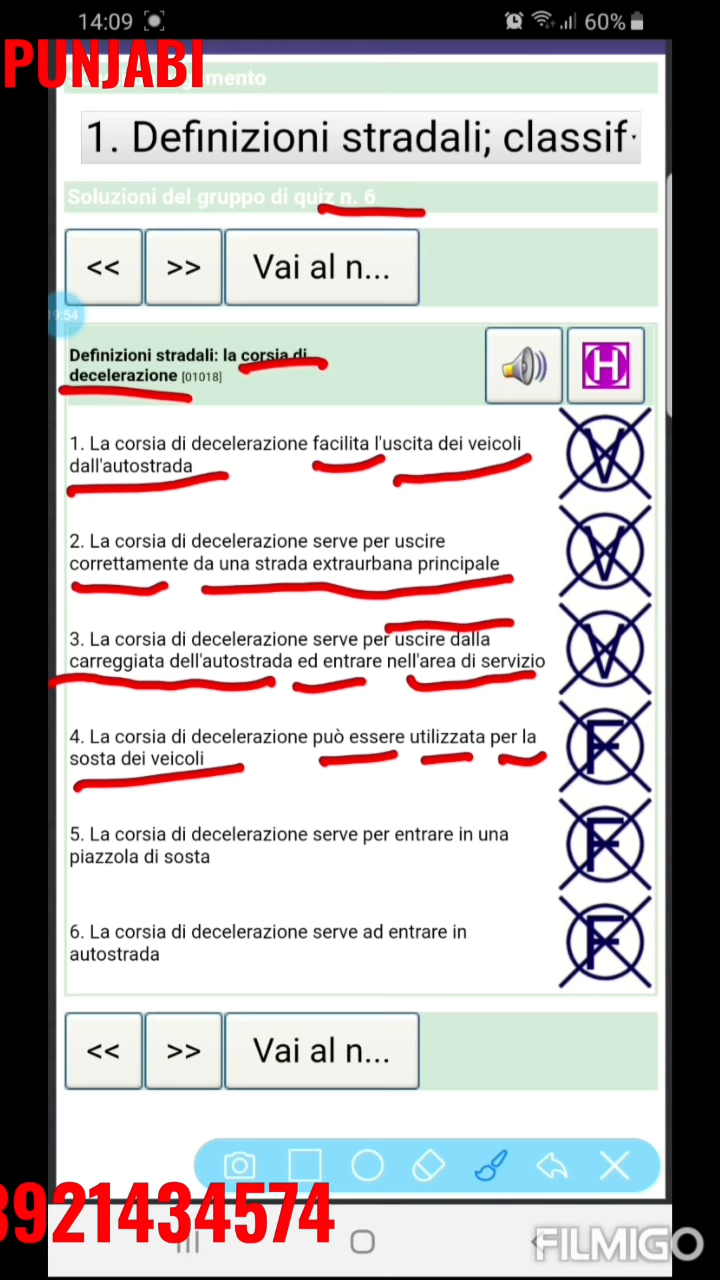 14:09
60%
PUNJABI
mento
1. Definizioni stradali; classif
Soluzioni del gruppo di quiz n. 6
<< >> Vai al n...
19:54
Definizioni stradali: la corsia di
decelerazione [01018]
H
1. La corsia di decelerazione facilita l'uscita dei veicoli
dall'autostrada
V
2. La corsia di decelerazione serve per uscire
correttamente da una strada extraurbana principale
V
3. La corsia di decelerazione serve per uscire dalla
carreggiata dell'autostrada ed entrare nell'area di servizio
V
4. La corsia di decelerazione può essere utilizzata per la
sosta dei veicoli
F
5. La corsia di decelerazione serve per entrare in una
piazzola di sosta
F
6. La corsia di decelerazione serve ad entrare in
autostrada
F
<< >> Vai al n...
3921434574
FILMIGO